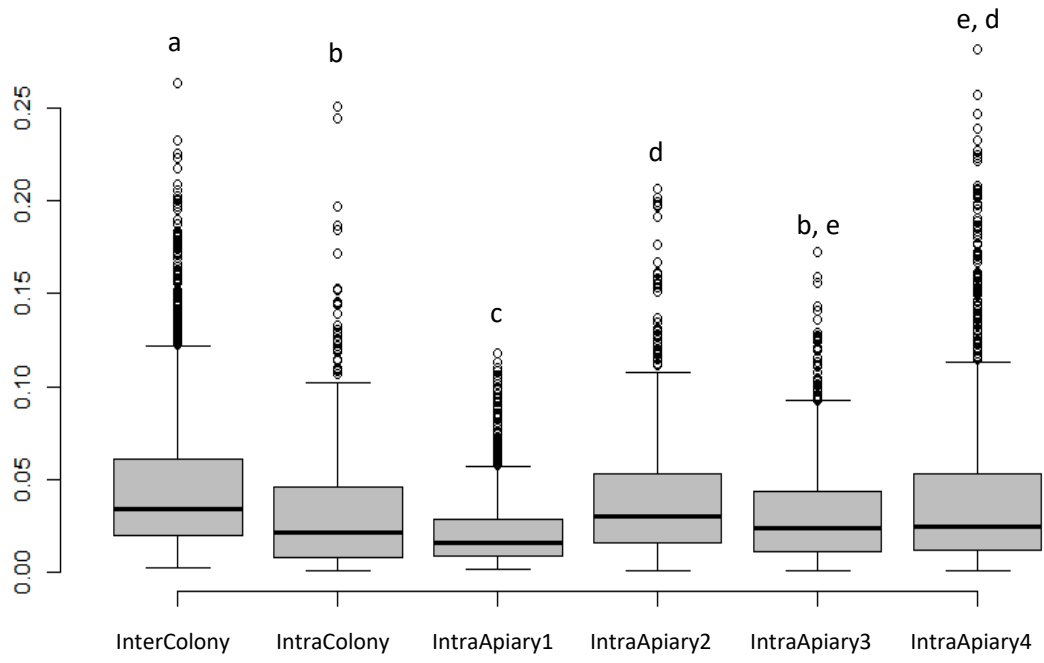 e, d
a
b
d
b, e
c
0.25
0.20
0.15
0.10
0.05
0.00
InterColony IntraColony IntraApiary1 IntraApiary2 IntraApiary3 IntraApiary4